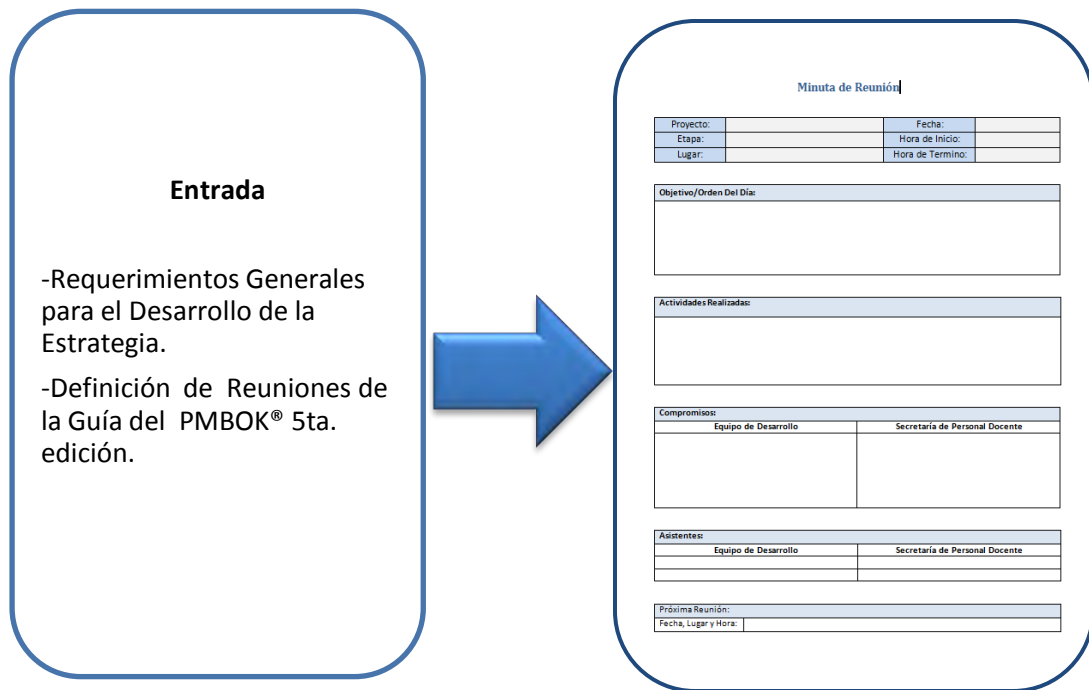 Entrada
-Requerimientos Generales
para el Desarrollo de la
Estrategia.
-Definición de Reuniones de
la Guía del PMBOK® 5ta.
edición.
Minuta de Reunión
Proyecto: Fecha:
Etapa: Hora de Inicio:
Lugar: Hora de Termino:
Objetivo/Orden Del Día:
Actividades Realizadas:
Compromisos:
Equipo de Desarrollo Secretaría de Personal Docente
Asistentes:
Equipo de Desarrollo Secretaría de Personal Docente
Próxima Reunión:
Fecha, Lugar y Hora: